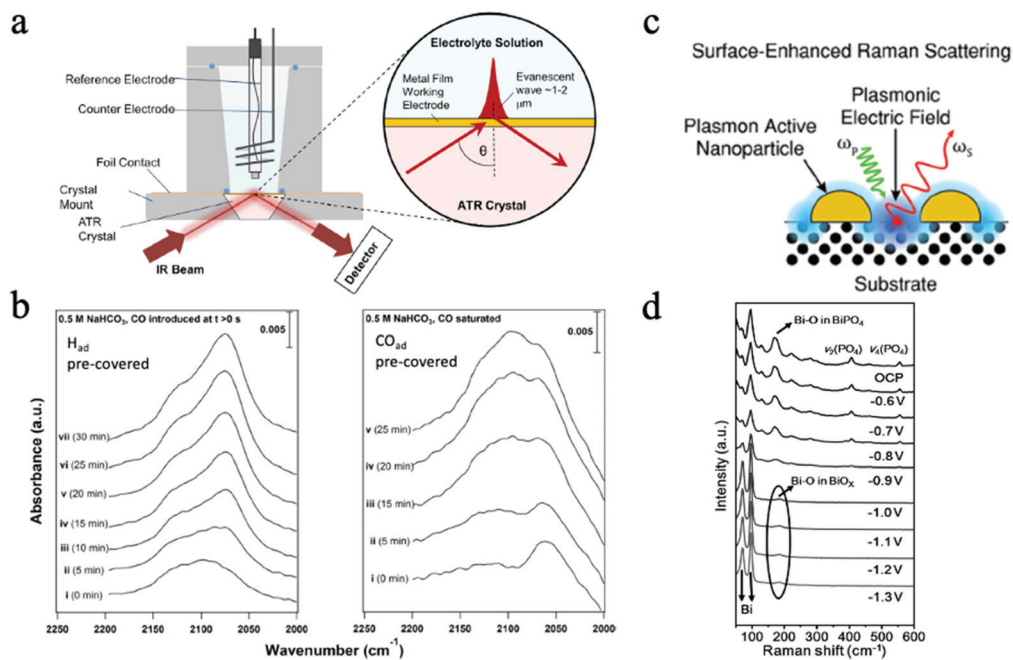 a
Reference Electrode
Counter Electrode
Foil Contact
Crystal
Mount
ATR
Crystal
IR Beam
Detector
Electrolyte Solution
Metal Film
Working
Electrode
Evanescent
wave ~1-2
μm
θ
ATR Crystal
b
0.5 M NaHCO3, CO introduced at t >0 s
0.005
Had
pre-covered
vii (30 min)
vi (25 min)
v (20 min)
iv (15 min)
iii (10 min)
ii (5 min)
i (0 min)
2250 2200 2150 2100 2050 2000
Absorbance (a.u.)
0.5 M NaHCO3, CO saturated
0.005
COad
pre-covered
v (25 min)
iv (20 min)
iii (15 min)
ii (5 min)
i (0 min)
2250 2200 2150 2100 2050 2000
Wavenumber (cm-1)
c
Surface-Enhanced Raman Scattering
Plasmon Active
Nanoparticle
Plasmonic
Electric Field
ωP
ωS
Substrate
d
Bi-O in BiPO4
ν2(PO4) ν4(PO4)
OCP
-0.6 V
-0.7 V
-0.8 V
-0.9 V
Bi-O in BiOX
-1.0 V
-1.1 V
-1.2 V
-1.3 V
Bi
Intensity (a.u.)
100 200 300 400 500 600
Raman shift (cm-1)